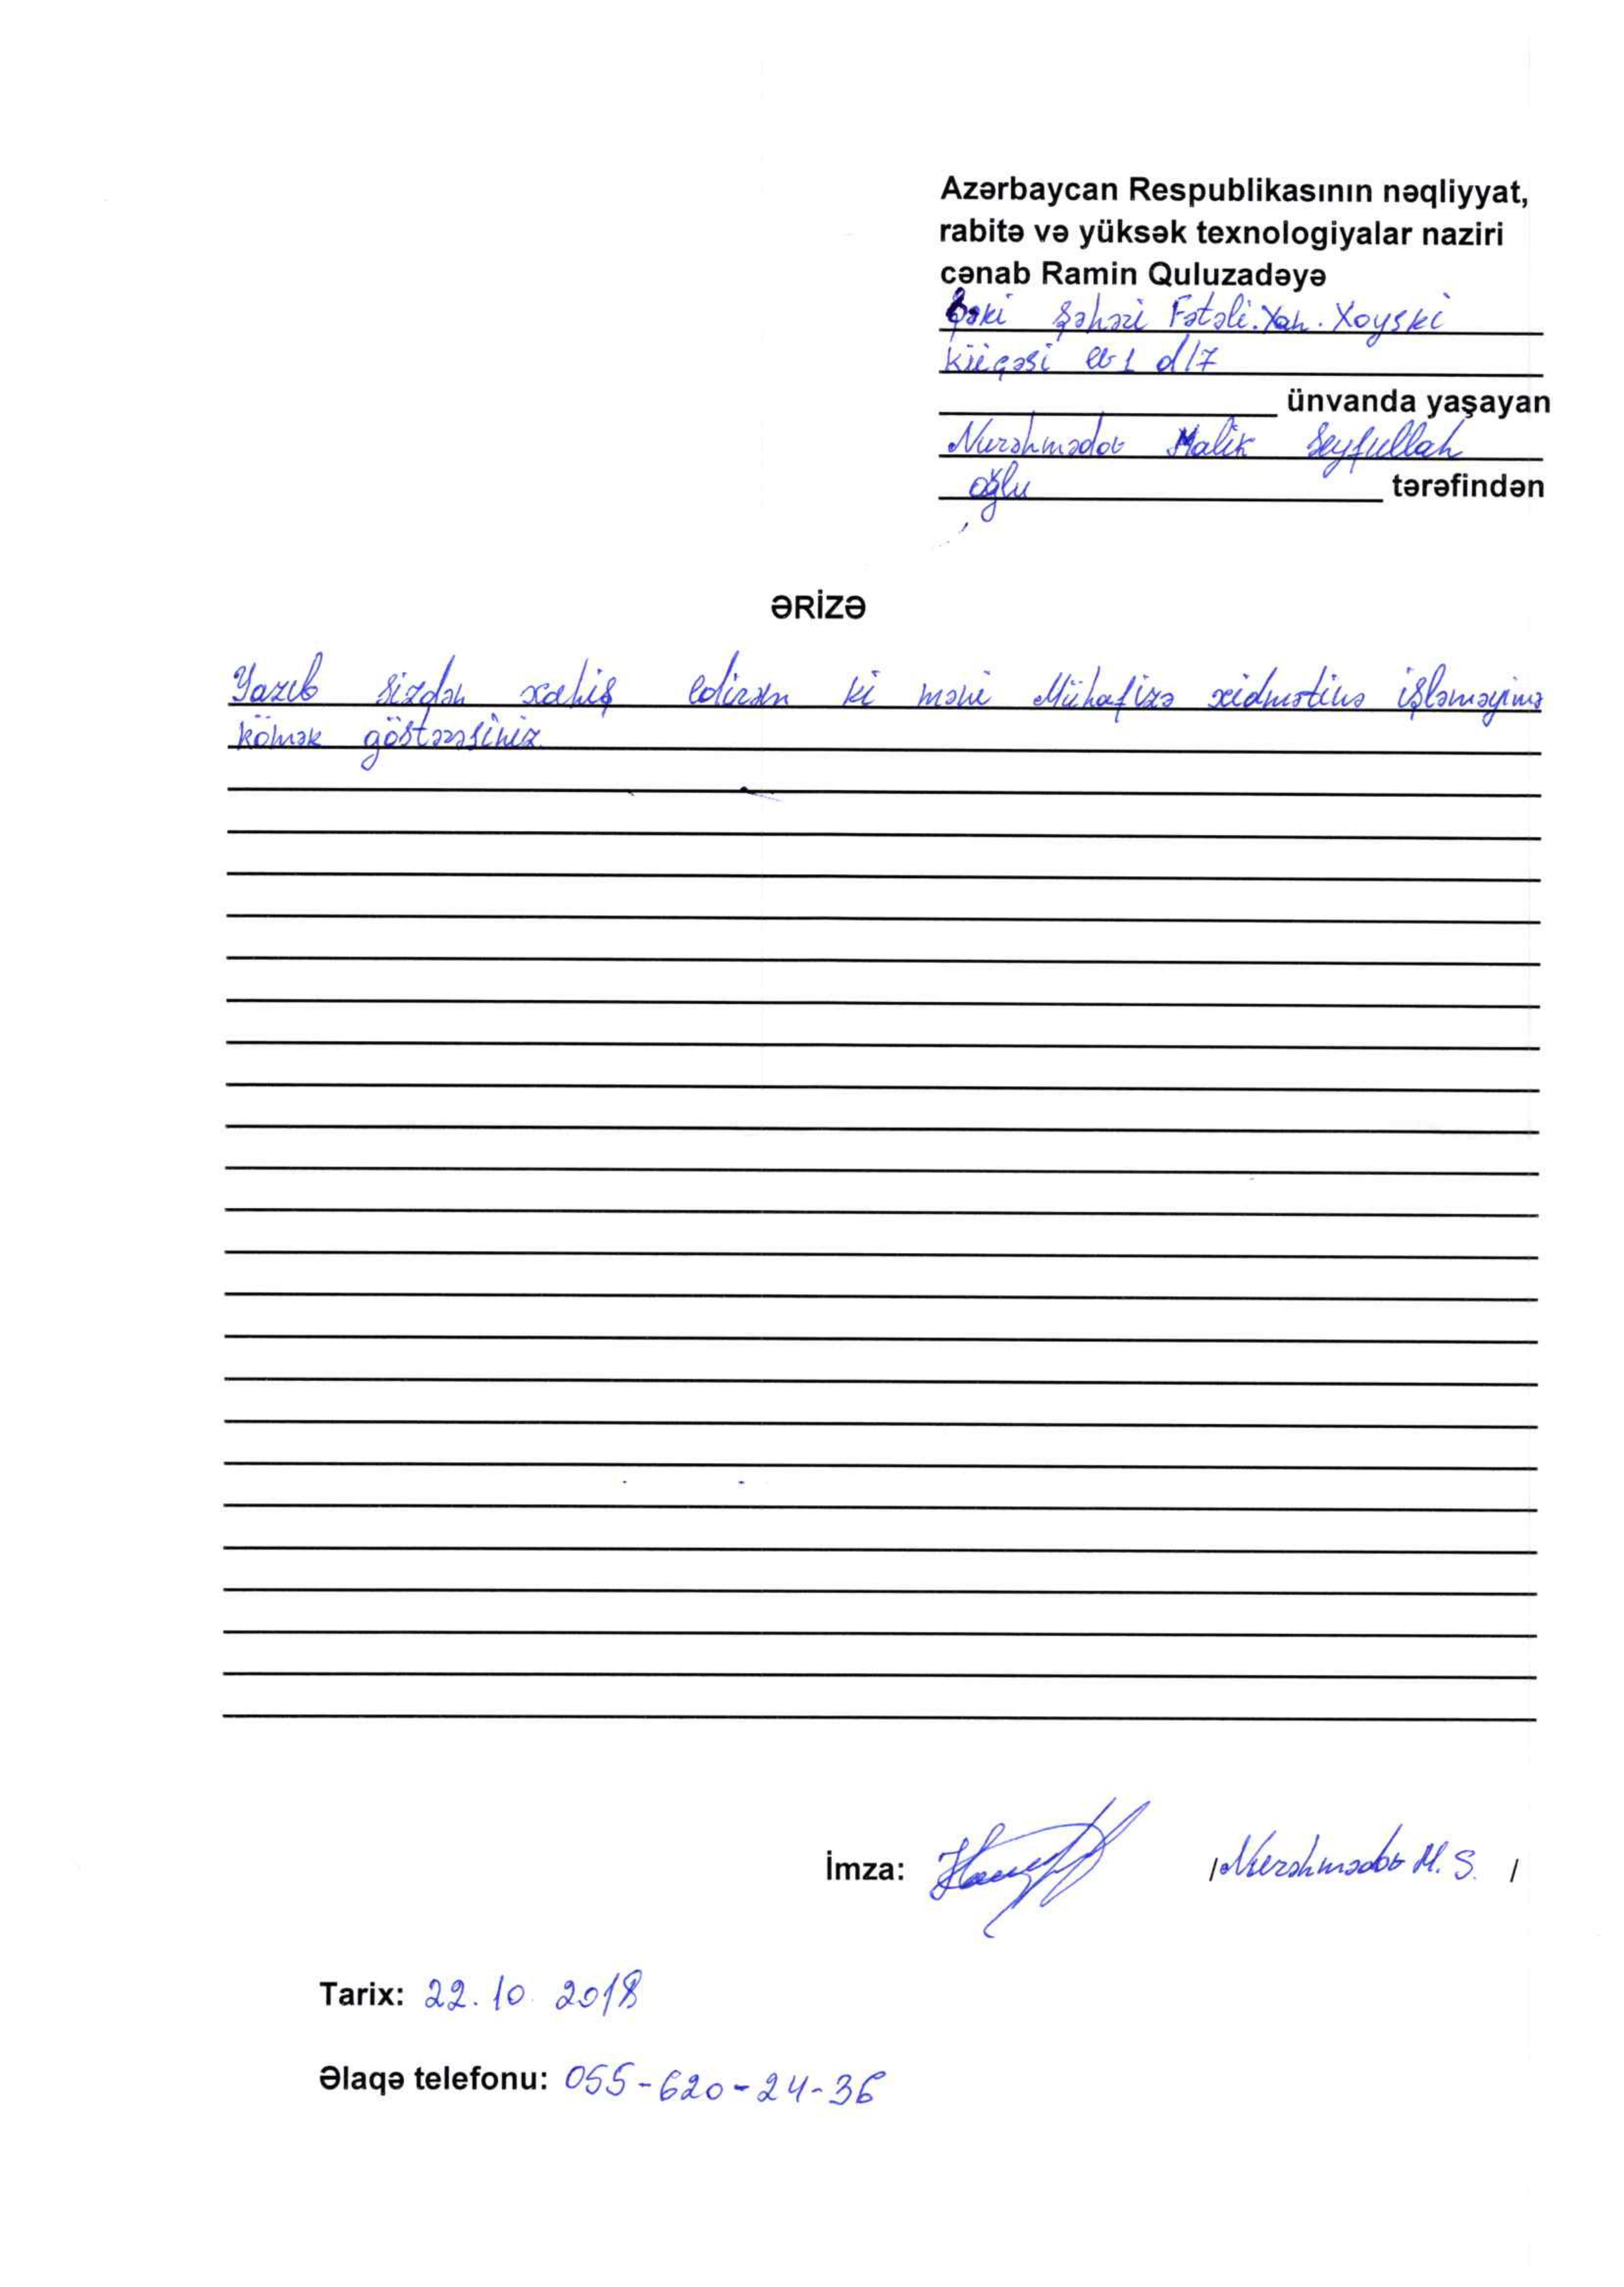 Azərbaycan Respublikasının nəqliyyat,
rabitə və yüksək texnologiyalar naziri
cənab Ramin Quluzadəyə
Şəki şəhəri Fətəli.Xan.Xoyski
küçəsi ev 1 d/7
ünvanda yaşayan
Nurəhmədov Malik Seyfullah
oğlu tərəfindən
ƏRİZƏ
Yazıb sizdən xahiş edirəm ki məni Mühafizə xidmətinə işləməyimə
kömək göstərəsiniz
İmza: /Nurəhmədov M. S. /
Tarix: 22.10.2018
Əlaqə telefonu: 055-620-24-36